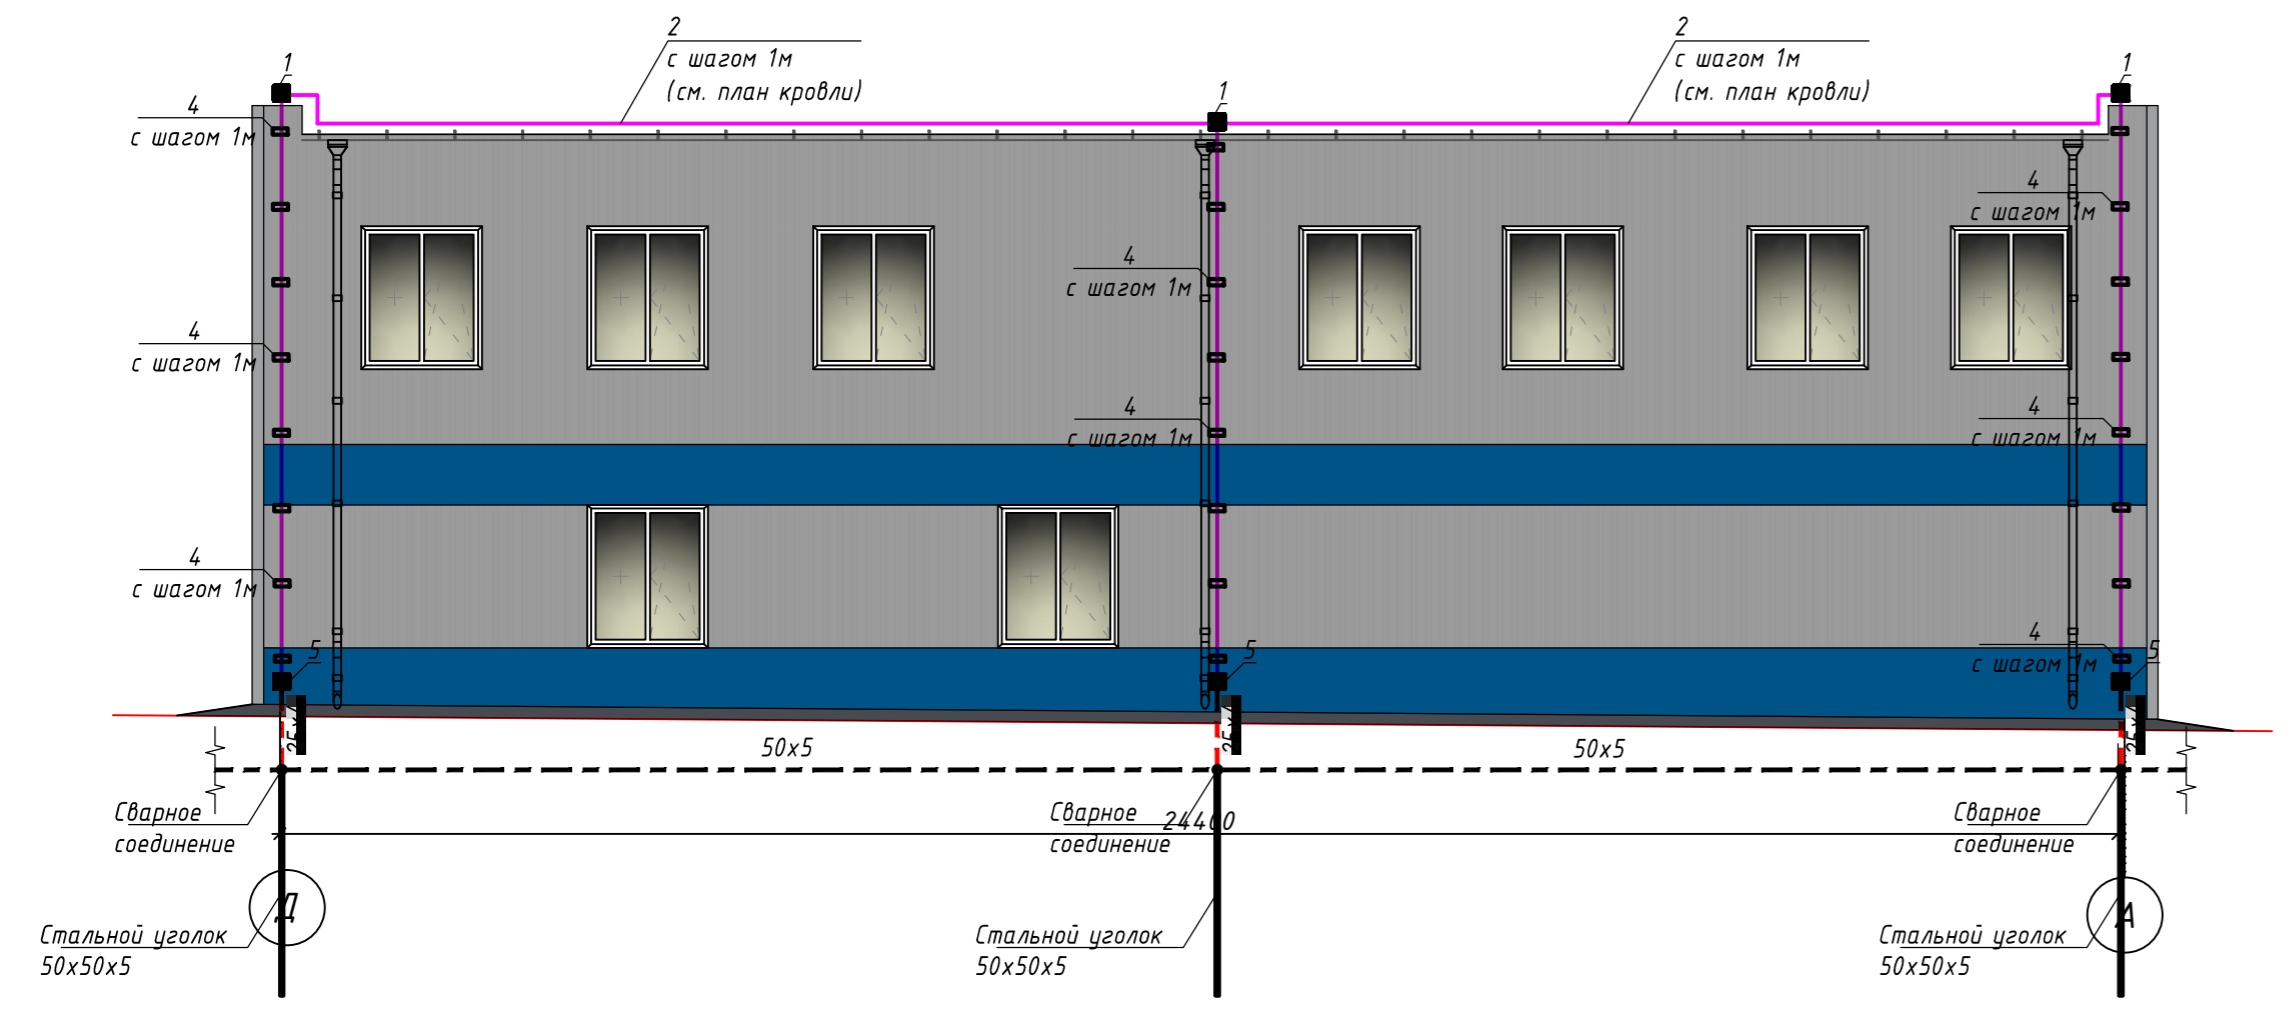 2
с шагом 1м
(см. план кровли)
2
с шагом 1м
(см. план кровли)
1
1
1
4
с шагом 1м
4
с шагом 1м
4
с шагом 1м
4
с шагом 1м
4
с шагом 1м
4
с шагом 1м
4
с шагом 1м
4
с шагом 1м
5
5
5
50х5
50х5
Сварное
соединение
Сварное
соединение
Сварное
соединение
24400
Д
А
Стальной уголок
50х50х5
Стальной уголок
50х50х5
Стальной уголок
50х50х5